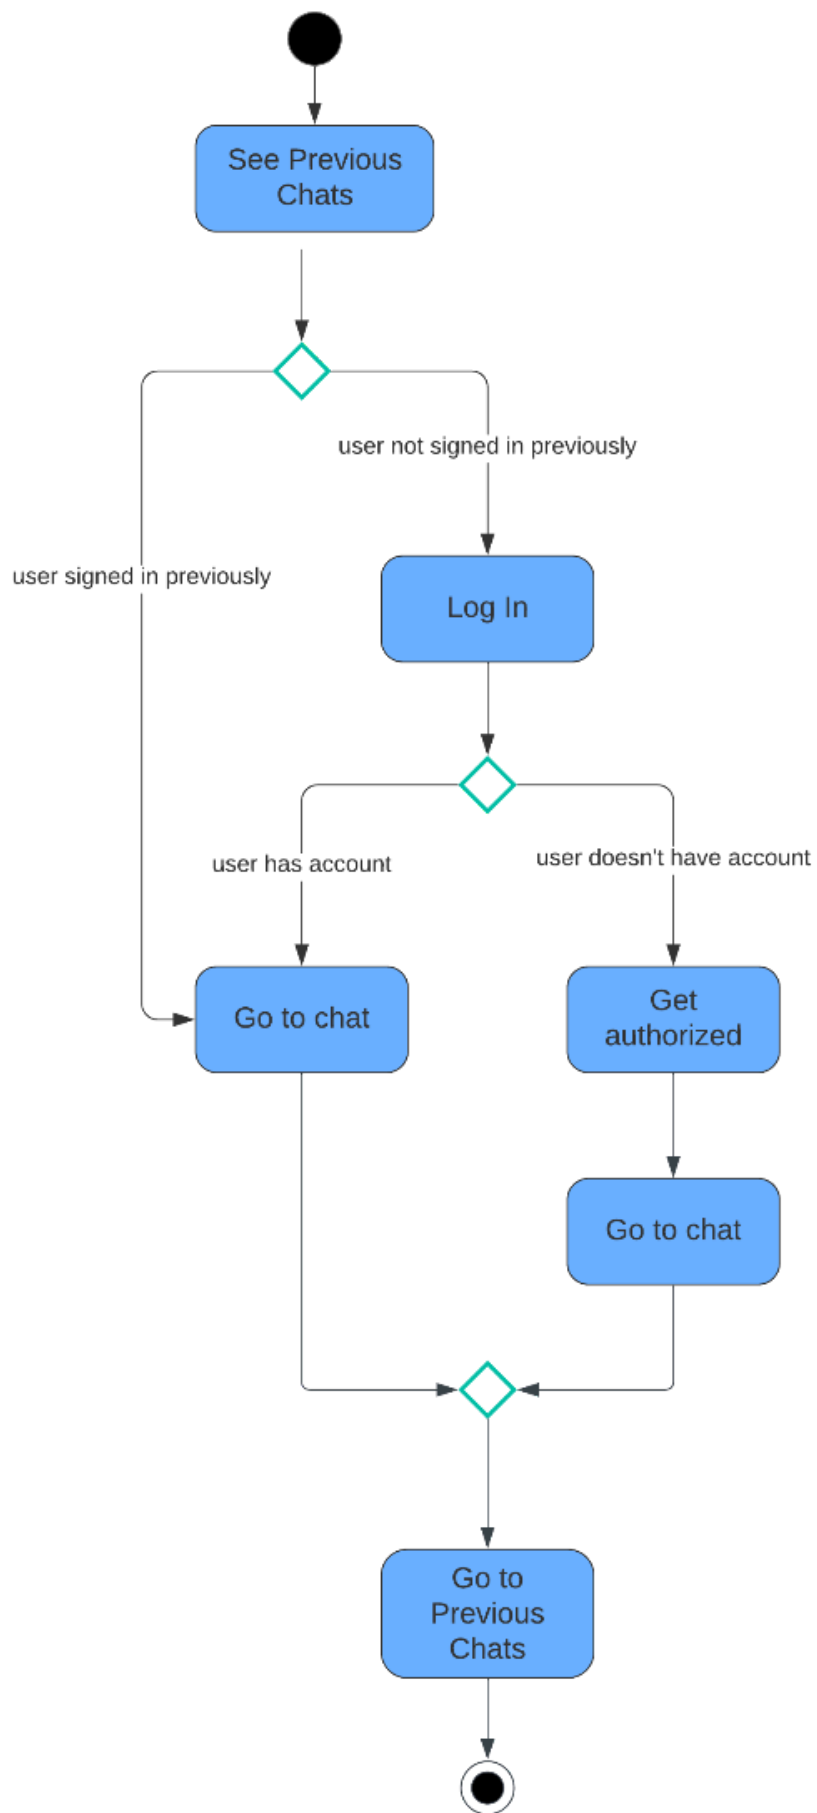 See Previous
Chats
user not signed in previously
user signed in previously
Log In
user has account
user doesn't have account
Go to chat
Get
authorized
Go to chat
Go to
Previous
Chats